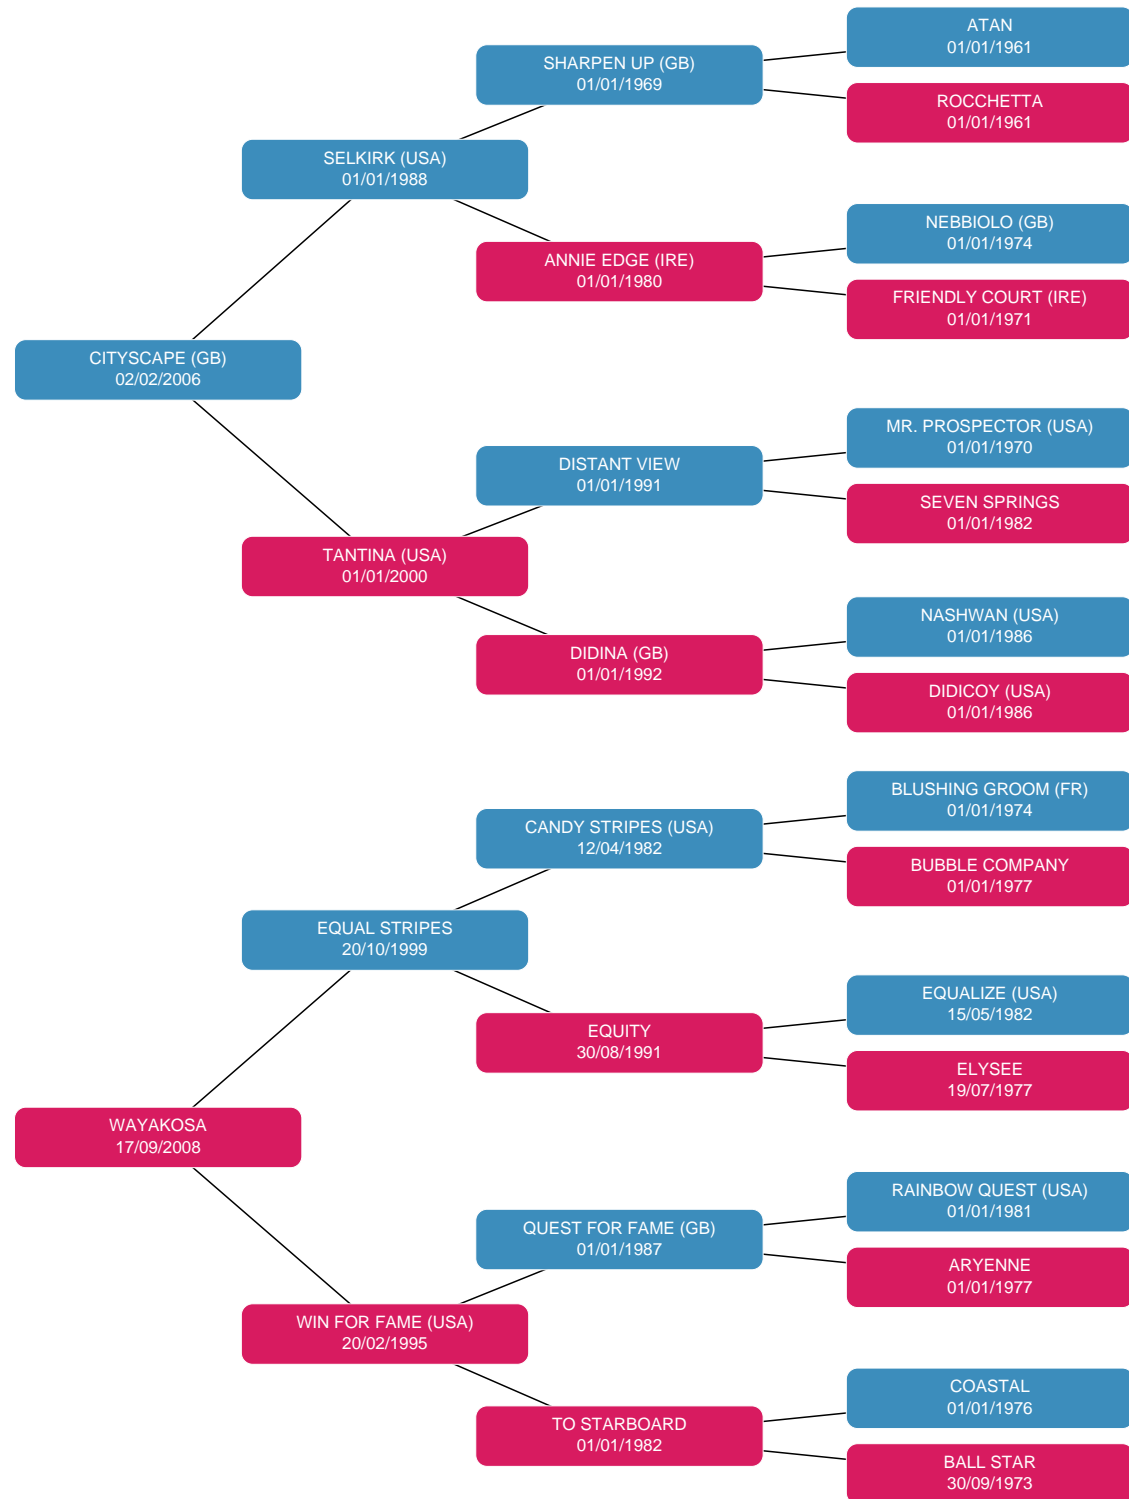 ATAN
01/01/1961
SHARPEN UP (GB)
01/01/1969
ROCCHETTA
01/01/1961
SELKIRK (USA)
01/01/1988
NEBBIOLO (GB)
01/01/1974
ANNIE EDGE (IRE)
01/01/1980
FRIENDLY COURT (IRE)
01/01/1971
CITYSCAPE (GB)
02/02/2006
MR. PROSPECTOR (USA)
01/01/1970
DISTANT VIEW
01/01/1991
SEVEN SPRINGS
01/01/1982
TANTINA (USA)
01/01/2000
NASHWAN (USA)
01/01/1986
DIDINA (GB)
01/01/1992
DIDICOY (USA)
01/01/1986
BLUSHING GROOM (FR)
01/01/1974
CANDY STRIPES (USA)
12/04/1982
BUBBLE COMPANY
01/01/1977
EQUAL STRIPES
20/10/1999
EQUALIZE (USA)
15/05/1982
EQUITY
30/08/1991
ELYSEE
19/07/1977
WAYAKOSA
17/09/2008
RAINBOW QUEST (USA)
01/01/1981
QUEST FOR FAME (GB)
01/01/1987
ARYENNE
01/01/1977
WIN FOR FAME (USA)
20/02/1995
COASTAL
01/01/1976
TO STARBOARD
01/01/1982
BALL STAR
30/09/1973